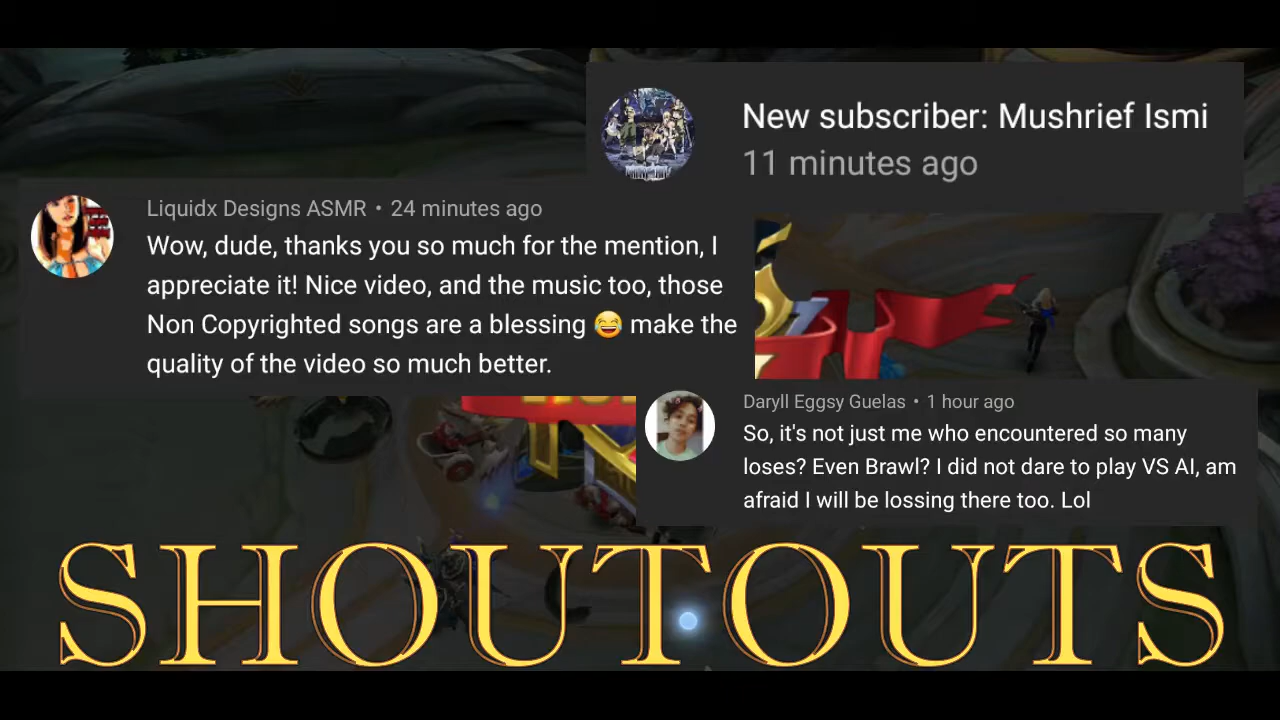 New subscriber: Mushrief Ismi
11 minutes ago
Liquidx Designs ASMR • 24 minutes ago
Wow, dude, thanks you so much for the mention, I
appreciate it! Nice video, and the music too, those
Non Copyrighted songs are a blessing 😂 make the
quality of the video so much better.
Daryll Eggsy Guelas • 1 hour ago
So, it's not just me who encountered so many
loses? Even Brawl? I did not dare to play VS AI, am
afraid I will be lossing there too. Lol
SHOUTOUTS